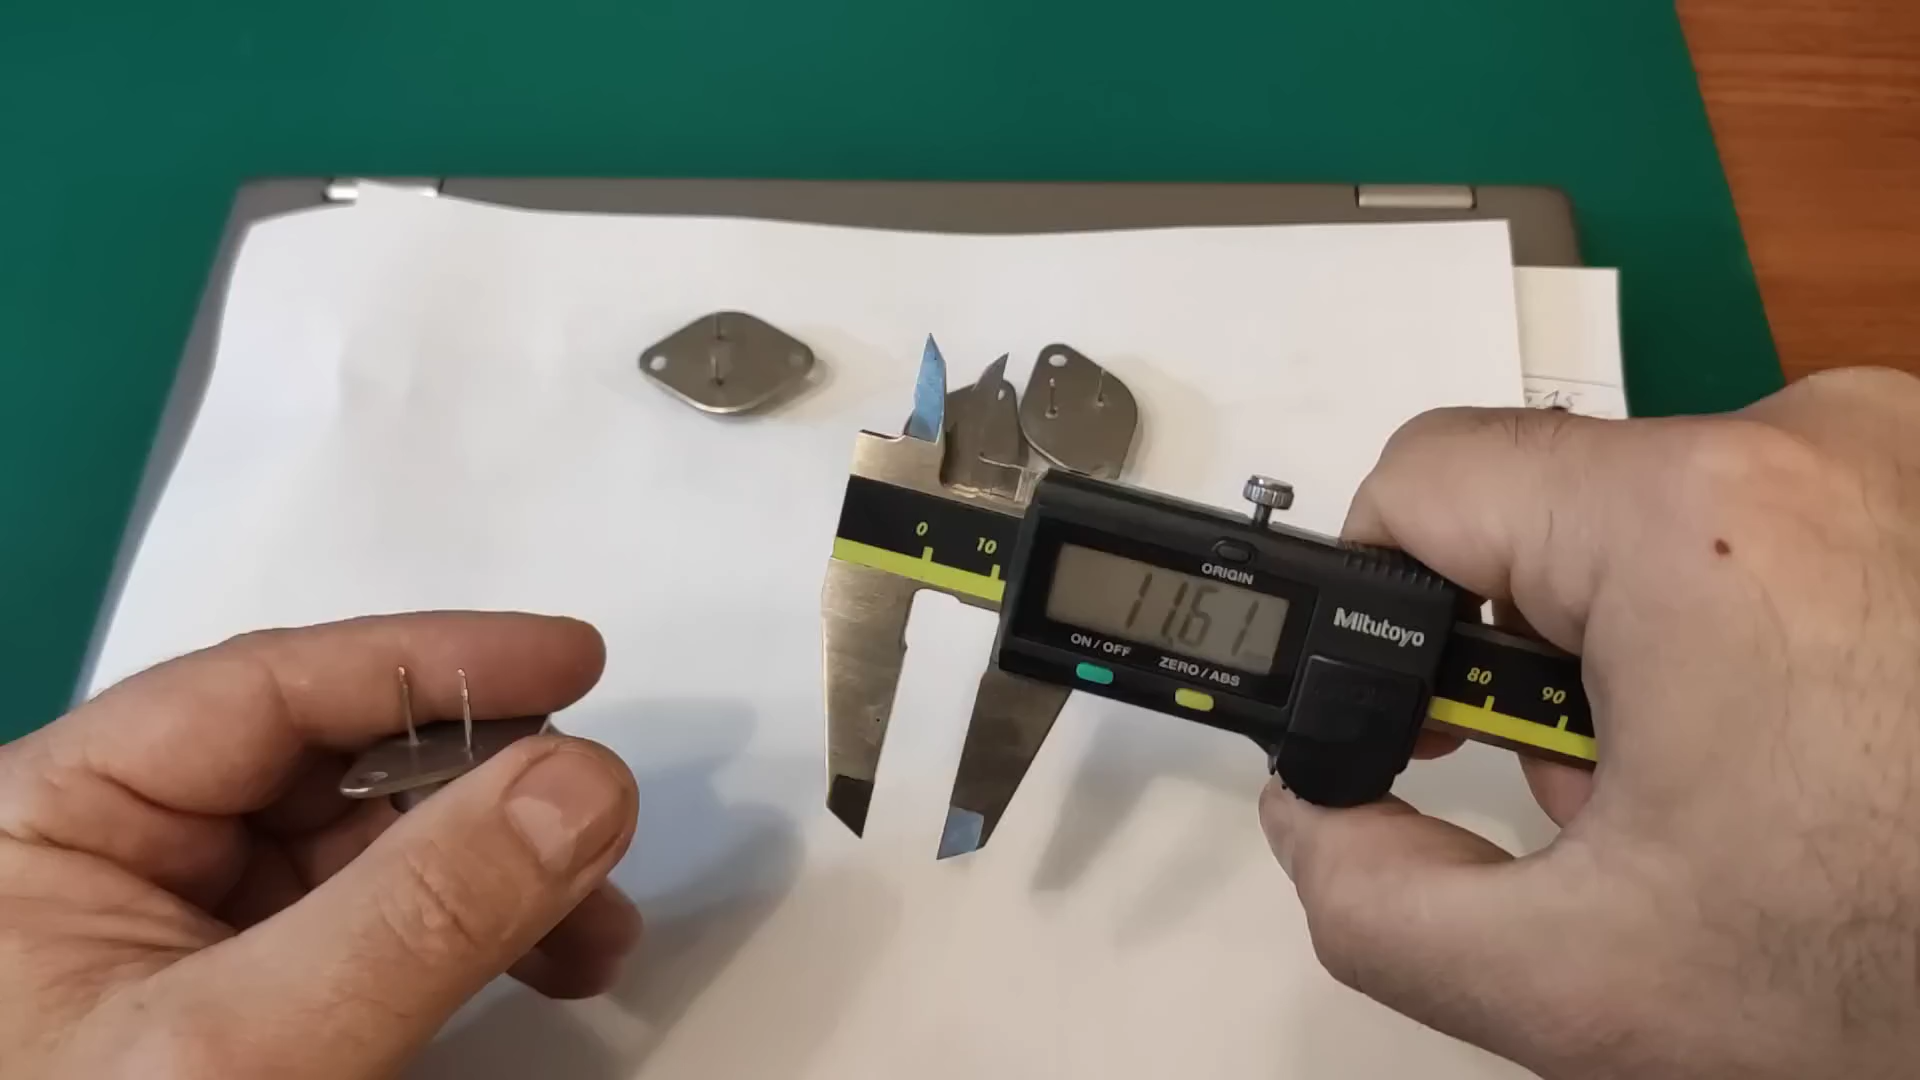 0 10
ORIGIN
11.61
Mitutoyo
ON / OFF
ZERO / ABS
80 90